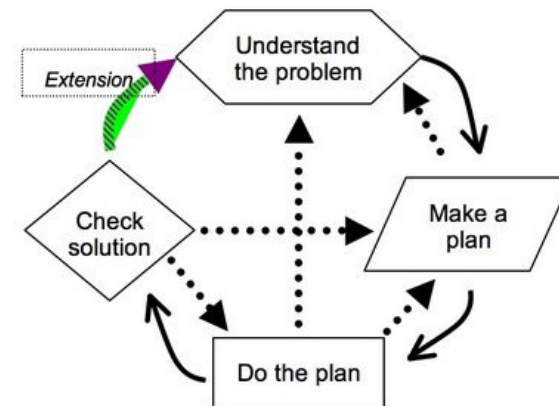 Understand
the problem
Extension
Check
solution
Make a
plan
Do the plan